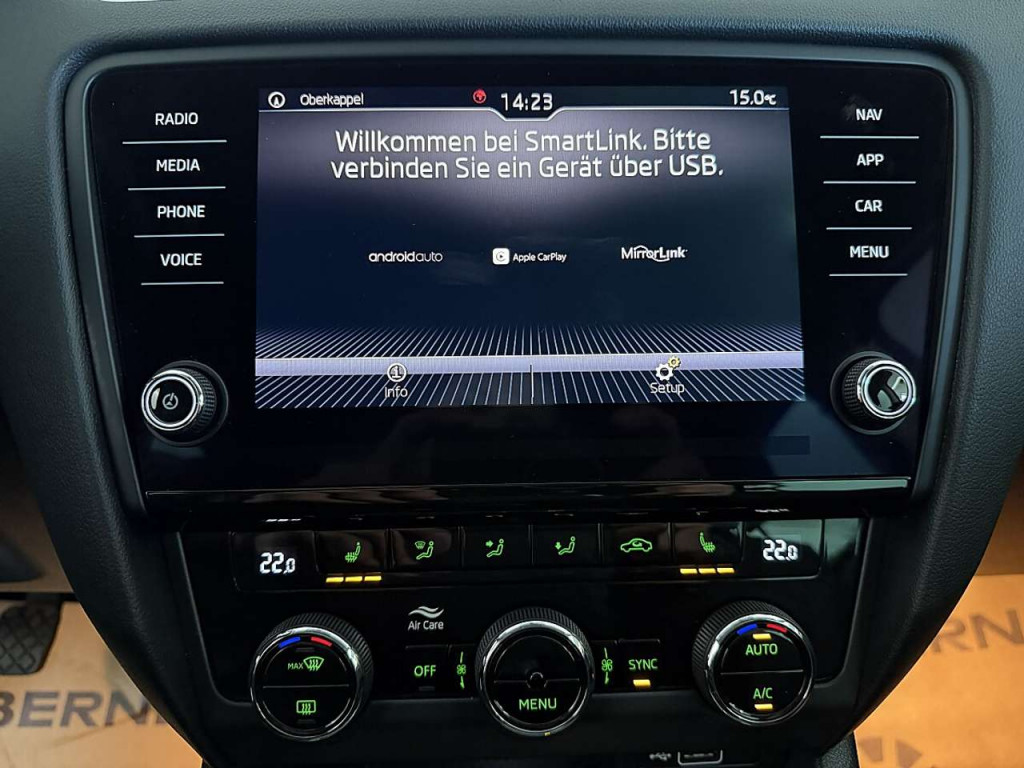 Oberkappel 14:23 15.0°C
RADIO
MEDIA
PHONE
VOICE
Willkommen bei SmartLink. Bitte
verbinden Sie ein Gerät über USB.
androidauto Apple CarPlay MirrorLink
Info Setup
NAV
APP
CAR
MENU
22.0 22.0
Air Care
MAX
OFF
MENU
SYNC
AUTO
A/C
BERN
BERN